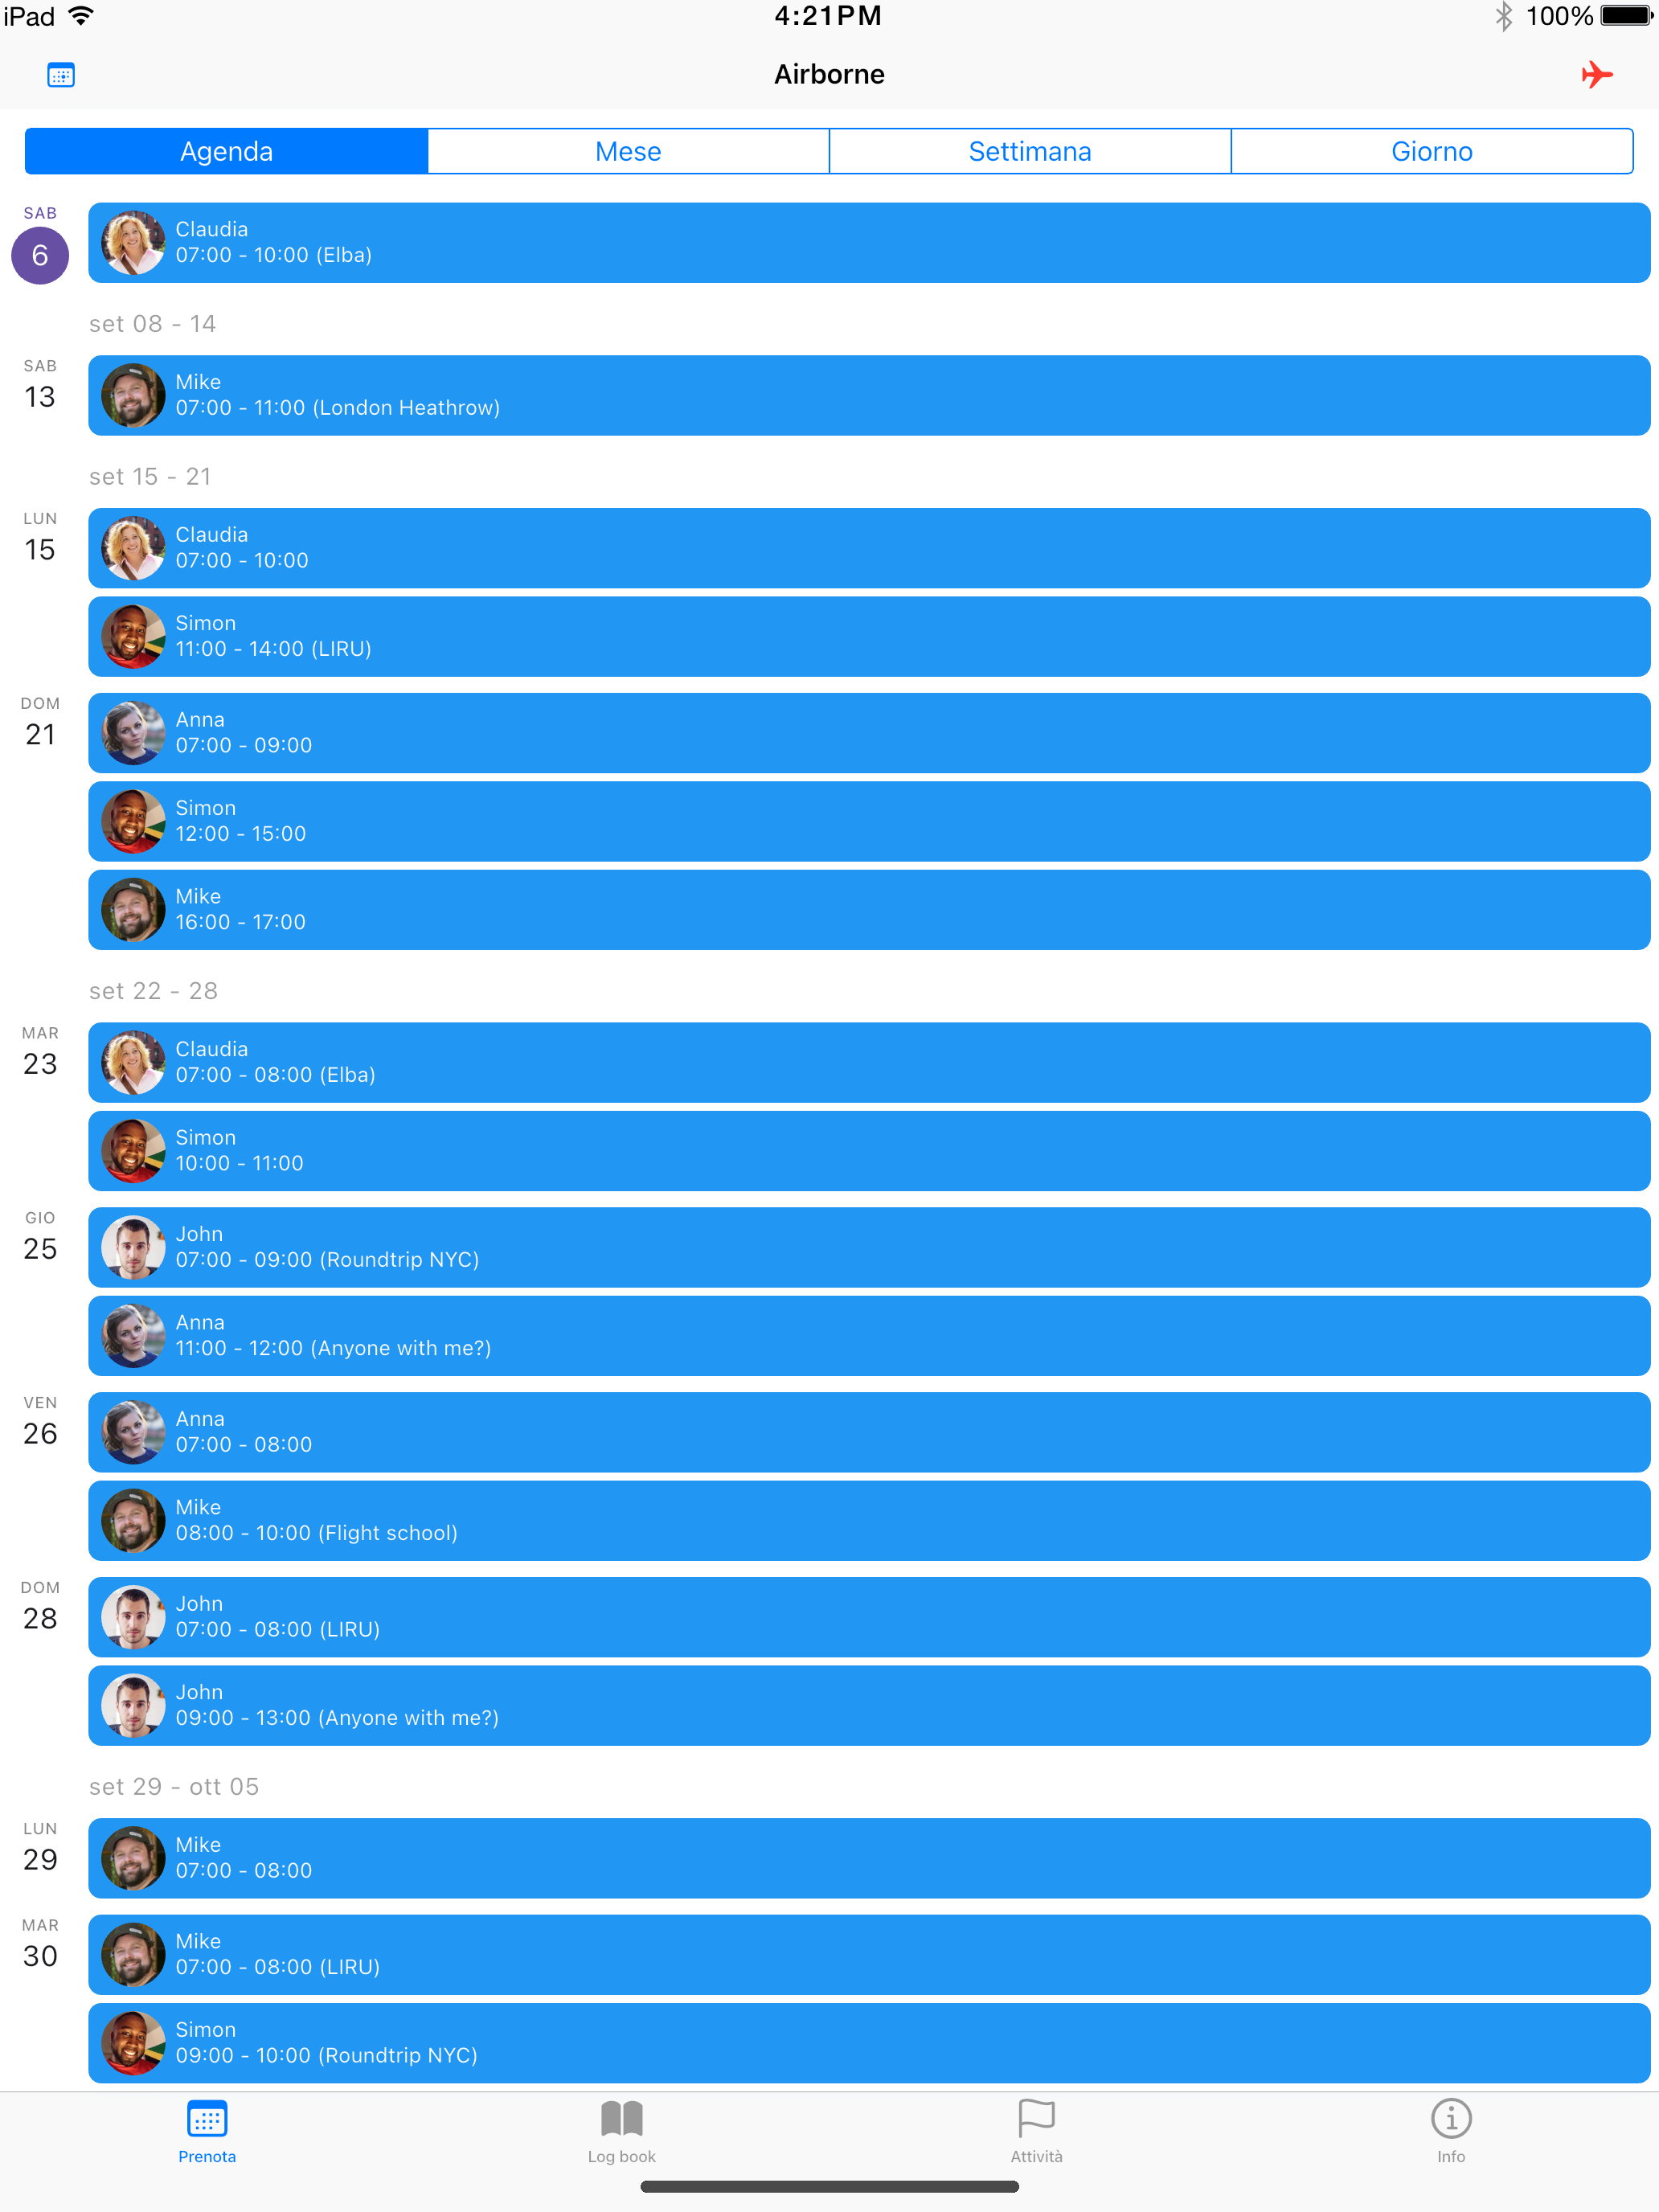 iPad 4:21PM 100%
Airborne
Agenda Mese Settimana Giorno
SAB
6
Claudia
07:00 - 10:00 (Elba)
set 08 - 14
SAB
13
Mike
07:00 - 11:00 (London Heathrow)
set 15 - 21
LUN
15
Claudia
07:00 - 10:00
Simon
11:00 - 14:00 (LIRU)
DOM
21
Anna
07:00 - 09:00
Simon
12:00 - 15:00
Mike
16:00 - 17:00
set 22 - 28
MAR
23
Claudia
07:00 - 08:00 (Elba)
Simon
10:00 - 11:00
GIO
25
John
07:00 - 09:00 (Roundtrip NYC)
Anna
11:00 - 12:00 (Anyone with me?)
VEN
26
Anna
07:00 - 08:00
Mike
08:00 - 10:00 (Flight school)
DOM
28
John
07:00 - 08:00 (LIRU)
John
09:00 - 13:00 (Anyone with me?)
set 29 - ott 05
LUN
29
Mike
07:00 - 08:00
MAR
30
Mike
07:00 - 08:00 (LIRU)
Simon
09:00 - 10:00 (Roundtrip NYC)
Prenota Log book Attività Info